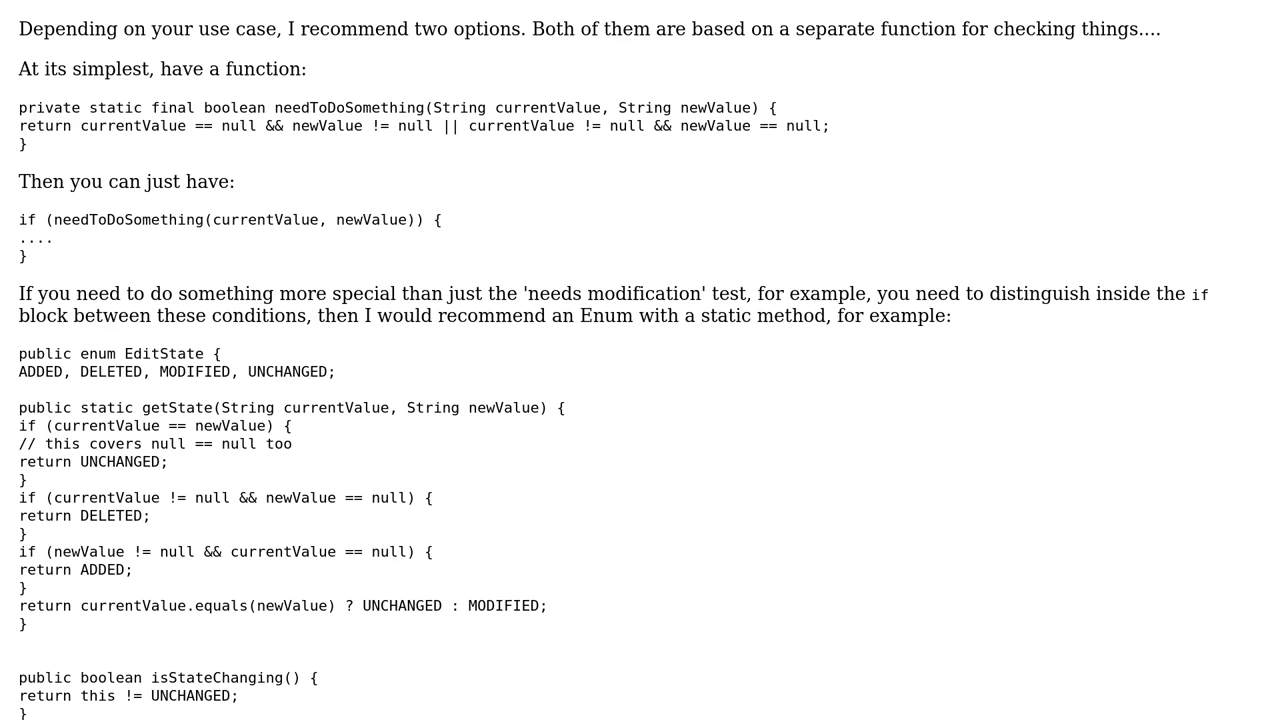 Depending on your use case, I recommend two options. Both of them are based on a separate function for checking things....
At its simplest, have a function:
private static final boolean needToDoSomething(String currentValue, String newValue) {
return currentValue == null && newValue != null || currentValue != null && newValue == null;
}
Then you can just have:
if (needToDoSomething(currentValue, newValue)) {
....
}
If you need to do something more special than just the 'needs modification' test, for example, you need to distinguish inside the if
block between these conditions, then I would recommend an Enum with a static method, for example:
public enum EditState {
ADDED, DELETED, MODIFIED, UNCHANGED;
public static getState(String currentValue, String newValue) {
if (currentValue == newValue) {
// this covers null == null too
return UNCHANGED;
}
if (currentValue != null && newValue == null) {
return DELETED;
}
if (newValue != null && currentValue == null) {
return ADDED;
}
return currentValue.equals(newValue) ? UNCHANGED : MODIFIED;
}
public boolean isStateChanging() {
return this != UNCHANGED;
}